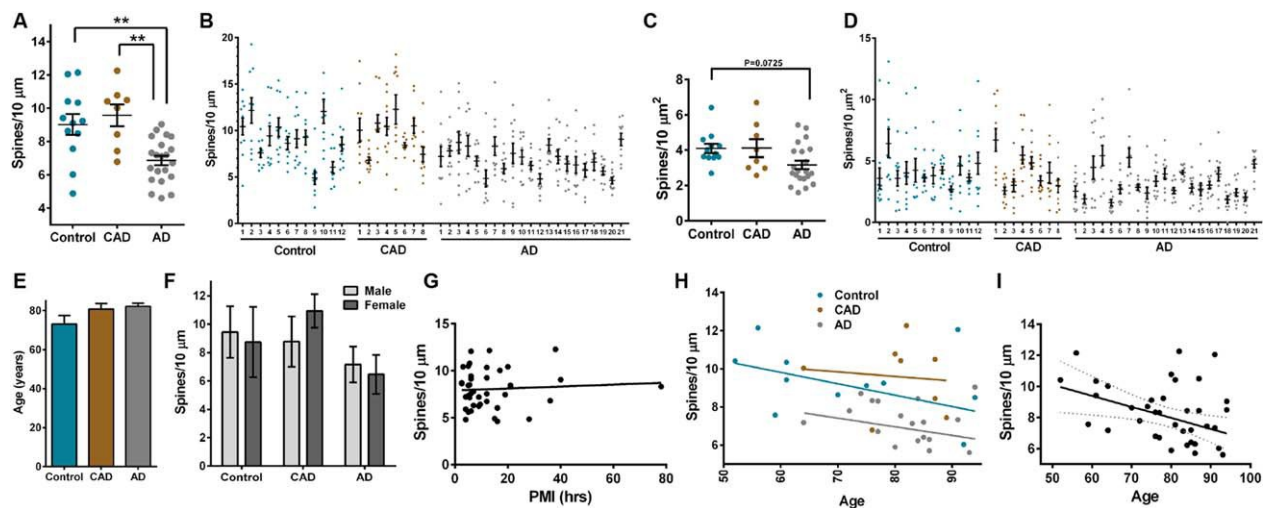 A
Spines/10 µm
14
12
10
8
6
4
**
**
Control CAD AD
B
Spines/10 µm
20
15
10
5
0
1 2 3 4 5 6 7 8 9 10 11 12
1 2 3 4 5 6 7 8
1 2 3 4 5 6 7 8 9 10 11 12 13 14 15 16 17 18 19 20 21
Control CAD AD
C
Spines/10 µm²
8
6
4
2
0
P=0.0725
Control CAD AD
D
Spines/10 µm²
15
10
5
0
1 2 3 4 5 6 7 8 9 10 11 12
1 2 3 4 5 6 7 8
1 2 3 4 5 6 7 8 9 10 11 12 13 14 15 16 17 18 19 20 21
Control CAD AD
E
Age (years)
80
60
40
20
0
Control CAD AD
F
Spines/10 µm
12
10
8
6
4
2
0
Male
Female
Control CAD AD
G
Spines/10 µm
14
12
10
8
6
4
2
0
0 20 40 60 80
PMI (hrs)
H
Spines/10 µm
14
12
10
8
6
Control
CAD
AD
50 60 70 80 90
Age
I
Spines/10 µm
14
12
10
8
6
50 60 70 80 90 100
Age